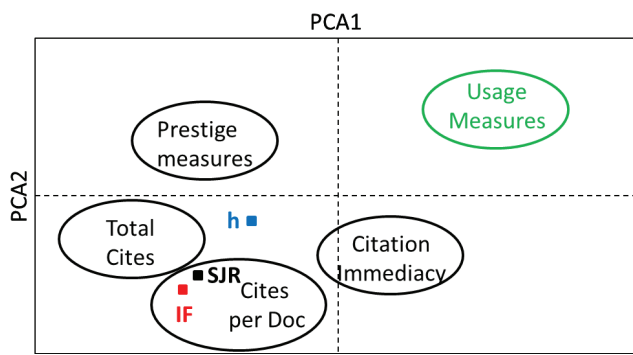 PCA1
Usage
Measures
Prestige
measures
PCA2
Total
Cites
h
Citation
Immediacy
SJR
Cites
per Doc
IF